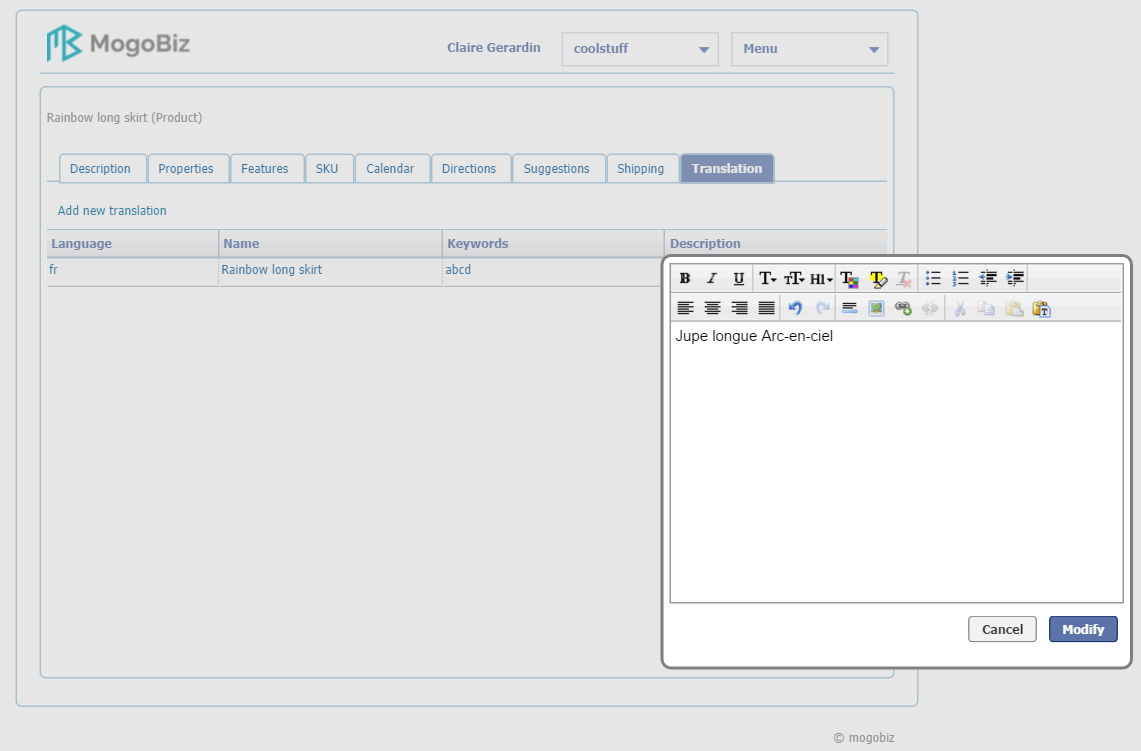 MogoBiz
Claire Gerardin coolstuff Menu
Rainbow long skirt (Product)
Description Properties Features SKU Calendar Directions Suggestions Shipping Translation
Add new translation
Language Name Keywords Description
fr Rainbow long skirt abcd
B I U T tT H1 T T T
Jupe longue Arc-en-ciel
Cancel Modify
© mogobiz